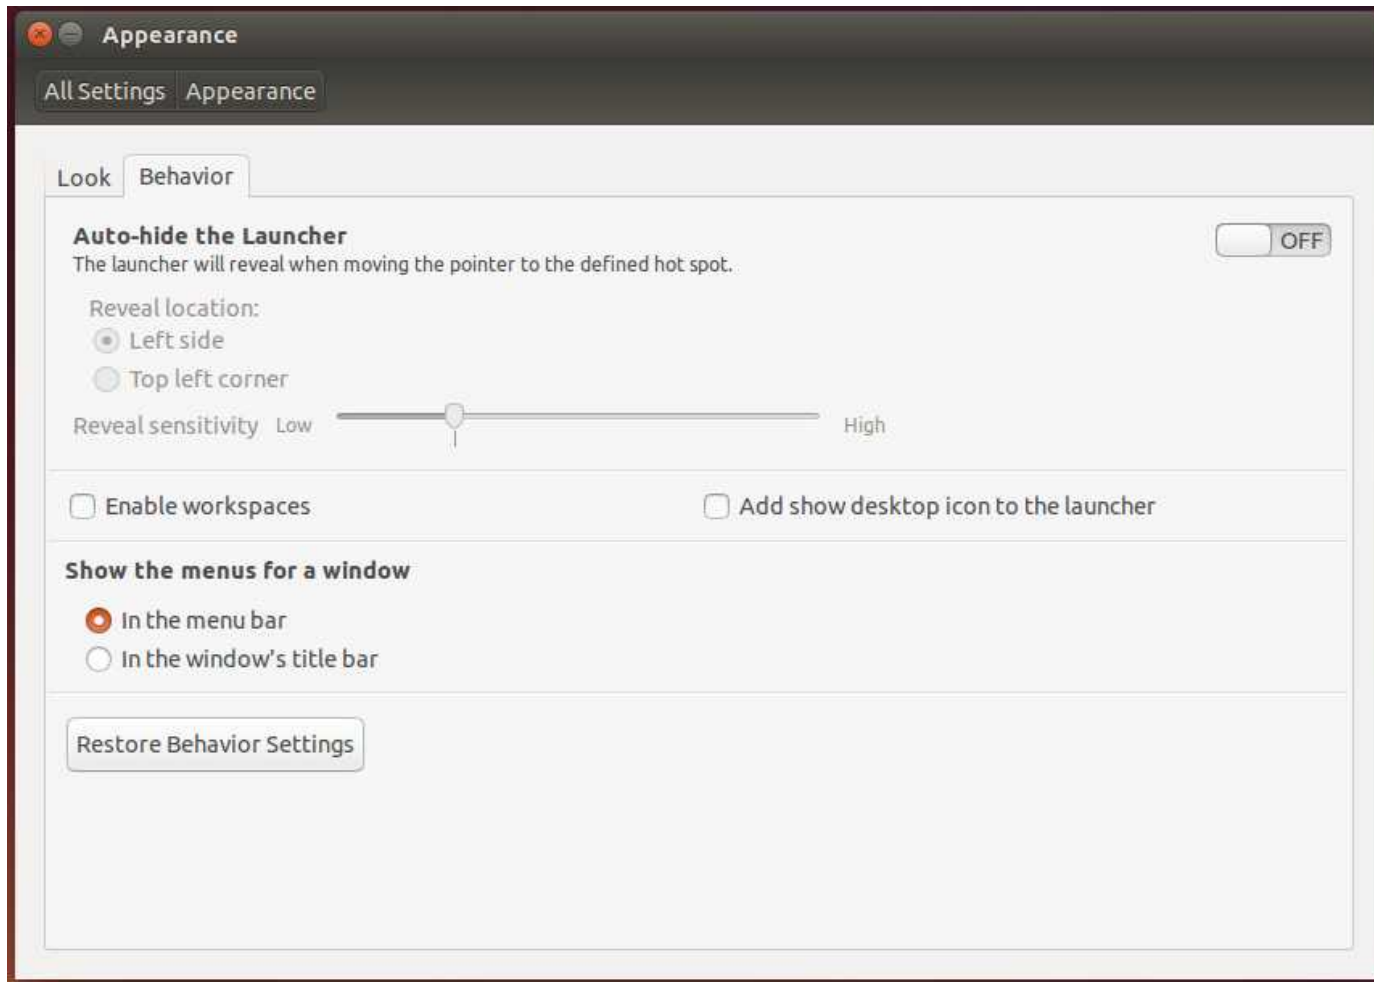 Appearance
All Settings Appearance
Look Behavior
Auto-hide the Launcher OFF
The launcher will reveal when moving the pointer to the defined hot spot.
Reveal location:
Left side
Top left corner
Reveal sensitivity Low High
Enable workspaces Add show desktop icon to the launcher
Show the menus for a window
In the menu bar
In the window's title bar
Restore Behavior Settings